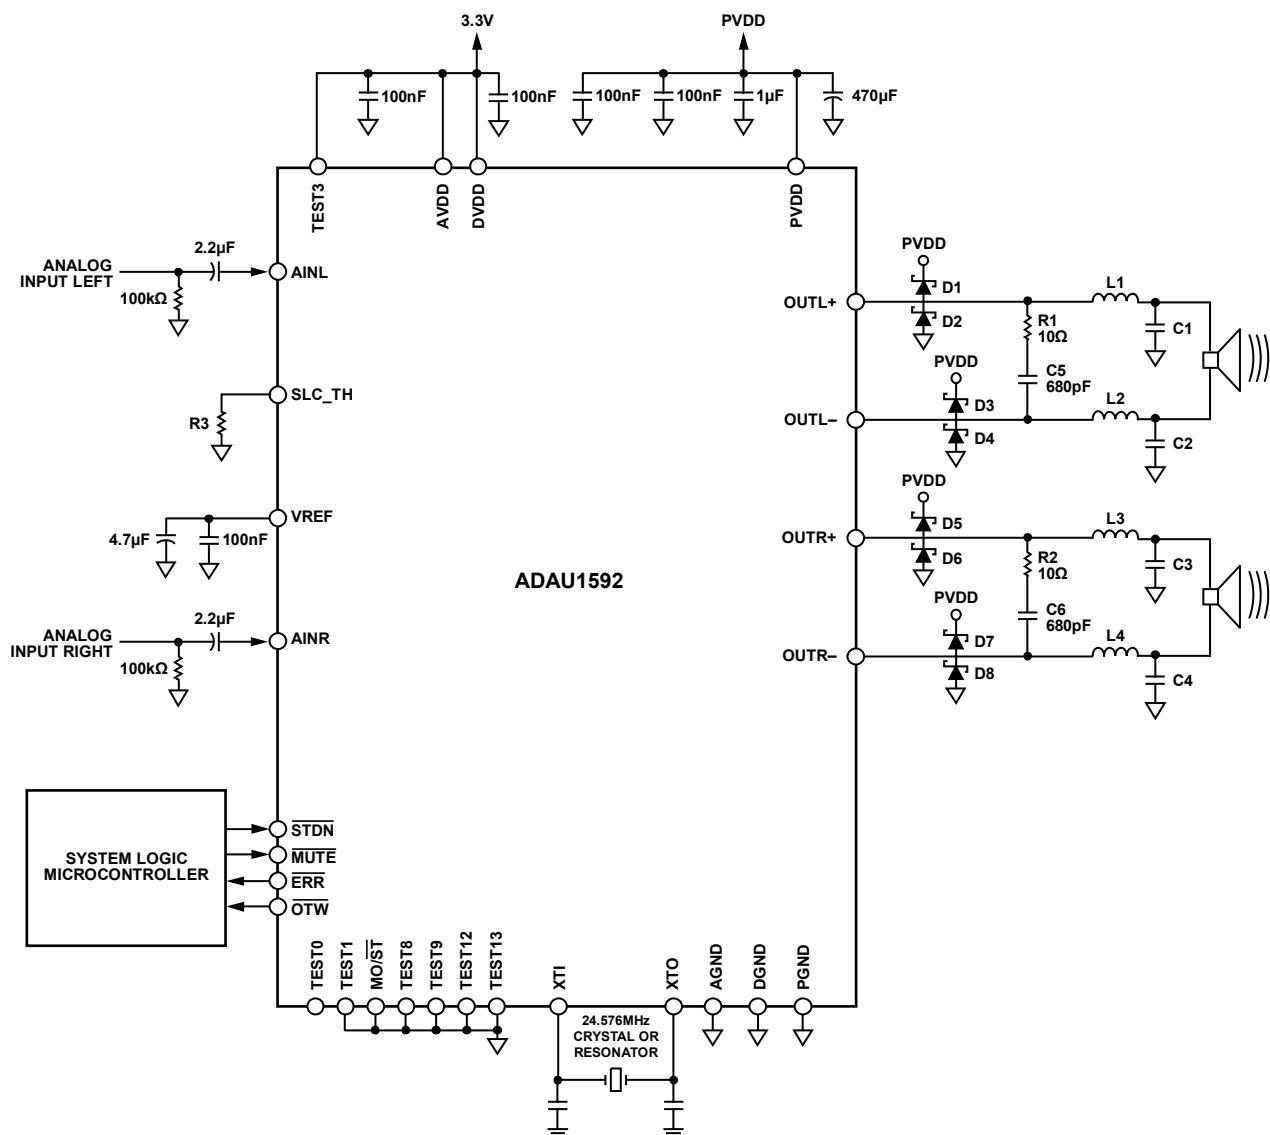 3.3V
PVDD
100nF
100nF
100nF
100nF
1µF
470µF
TEST3
AVDD
DVDD
PVDD
ANALOG
INPUT LEFT
2.2µF
100kΩ
AINL
SLC_TH
R3
VREF
4.7µF
100nF
ANALOG
INPUT RIGHT
2.2µF
100kΩ
AINR
ADAU1592
PVDD
D1
D2
OUTL+
R1
10Ω
C5
680pF
L1
C1
PVDD
D3
D4
OUTL–
L2
C2
PVDD
D5
D6
OUTR+
R2
10Ω
C6
680pF
L3
C3
PVDD
D7
D8
OUTR–
L4
C4
SYSTEM LOGIC
MICROCONTROLLER
STDN
MUTE
ERR
OTW
TEST0
TEST1
MO/ST
TEST8
TEST9
TEST12
TEST13
XTI
XTO
AGND
DGND
PGND
24.576MHz
CRYSTAL OR
RESONATOR